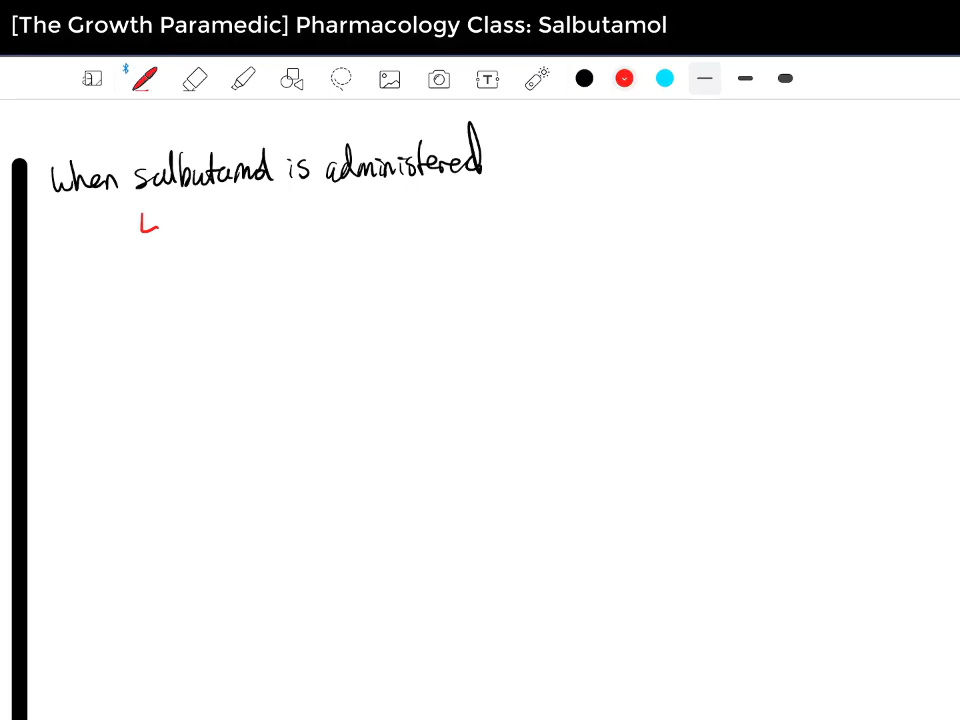 [The Growth Paramedic] Pharmacology Class: Salbutamol
when salbutamol is administered